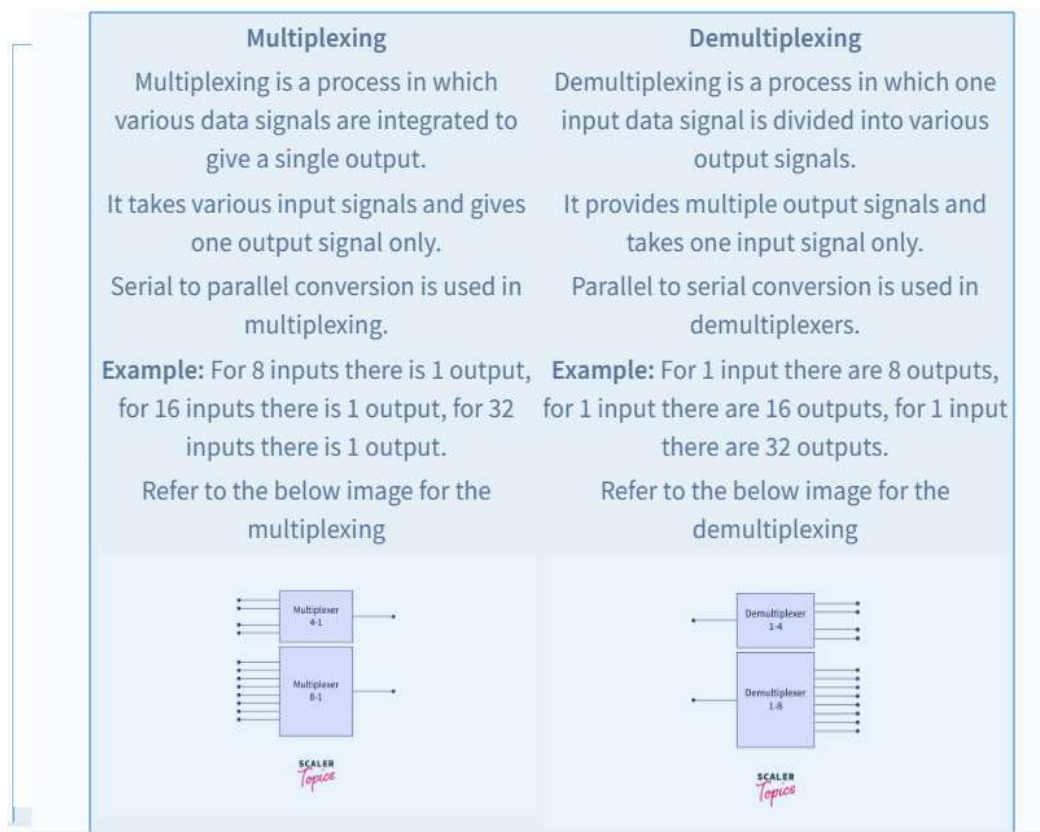 Multiplexing
Multiplexing is a process in which
various data signals are integrated to
give a single output.
It takes various input signals and gives
one output signal only.
Serial to parallel conversion is used in
multiplexing.
Example: For 8 inputs there is 1 output,
for 16 inputs there is 1 output, for 32
inputs there is 1 output.
Refer to the below image for the
multiplexing
Multiplexer
4-1
Multiplexer
8-1
SCALER
Topics
Demultiplexing
Demultiplexing is a process in which one
input data signal is divided into various
output signals.
It provides multiple output signals and
takes one input signal only.
Parallel to serial conversion is used in
demultiplexers.
Example: For 1 input there are 8 outputs,
for 1 input there are 16 outputs, for 1 input
there are 32 outputs.
Refer to the below image for the
demultiplexing
Demultiplexer
1-4
Demultiplexer
1-8
SCALER
Topics